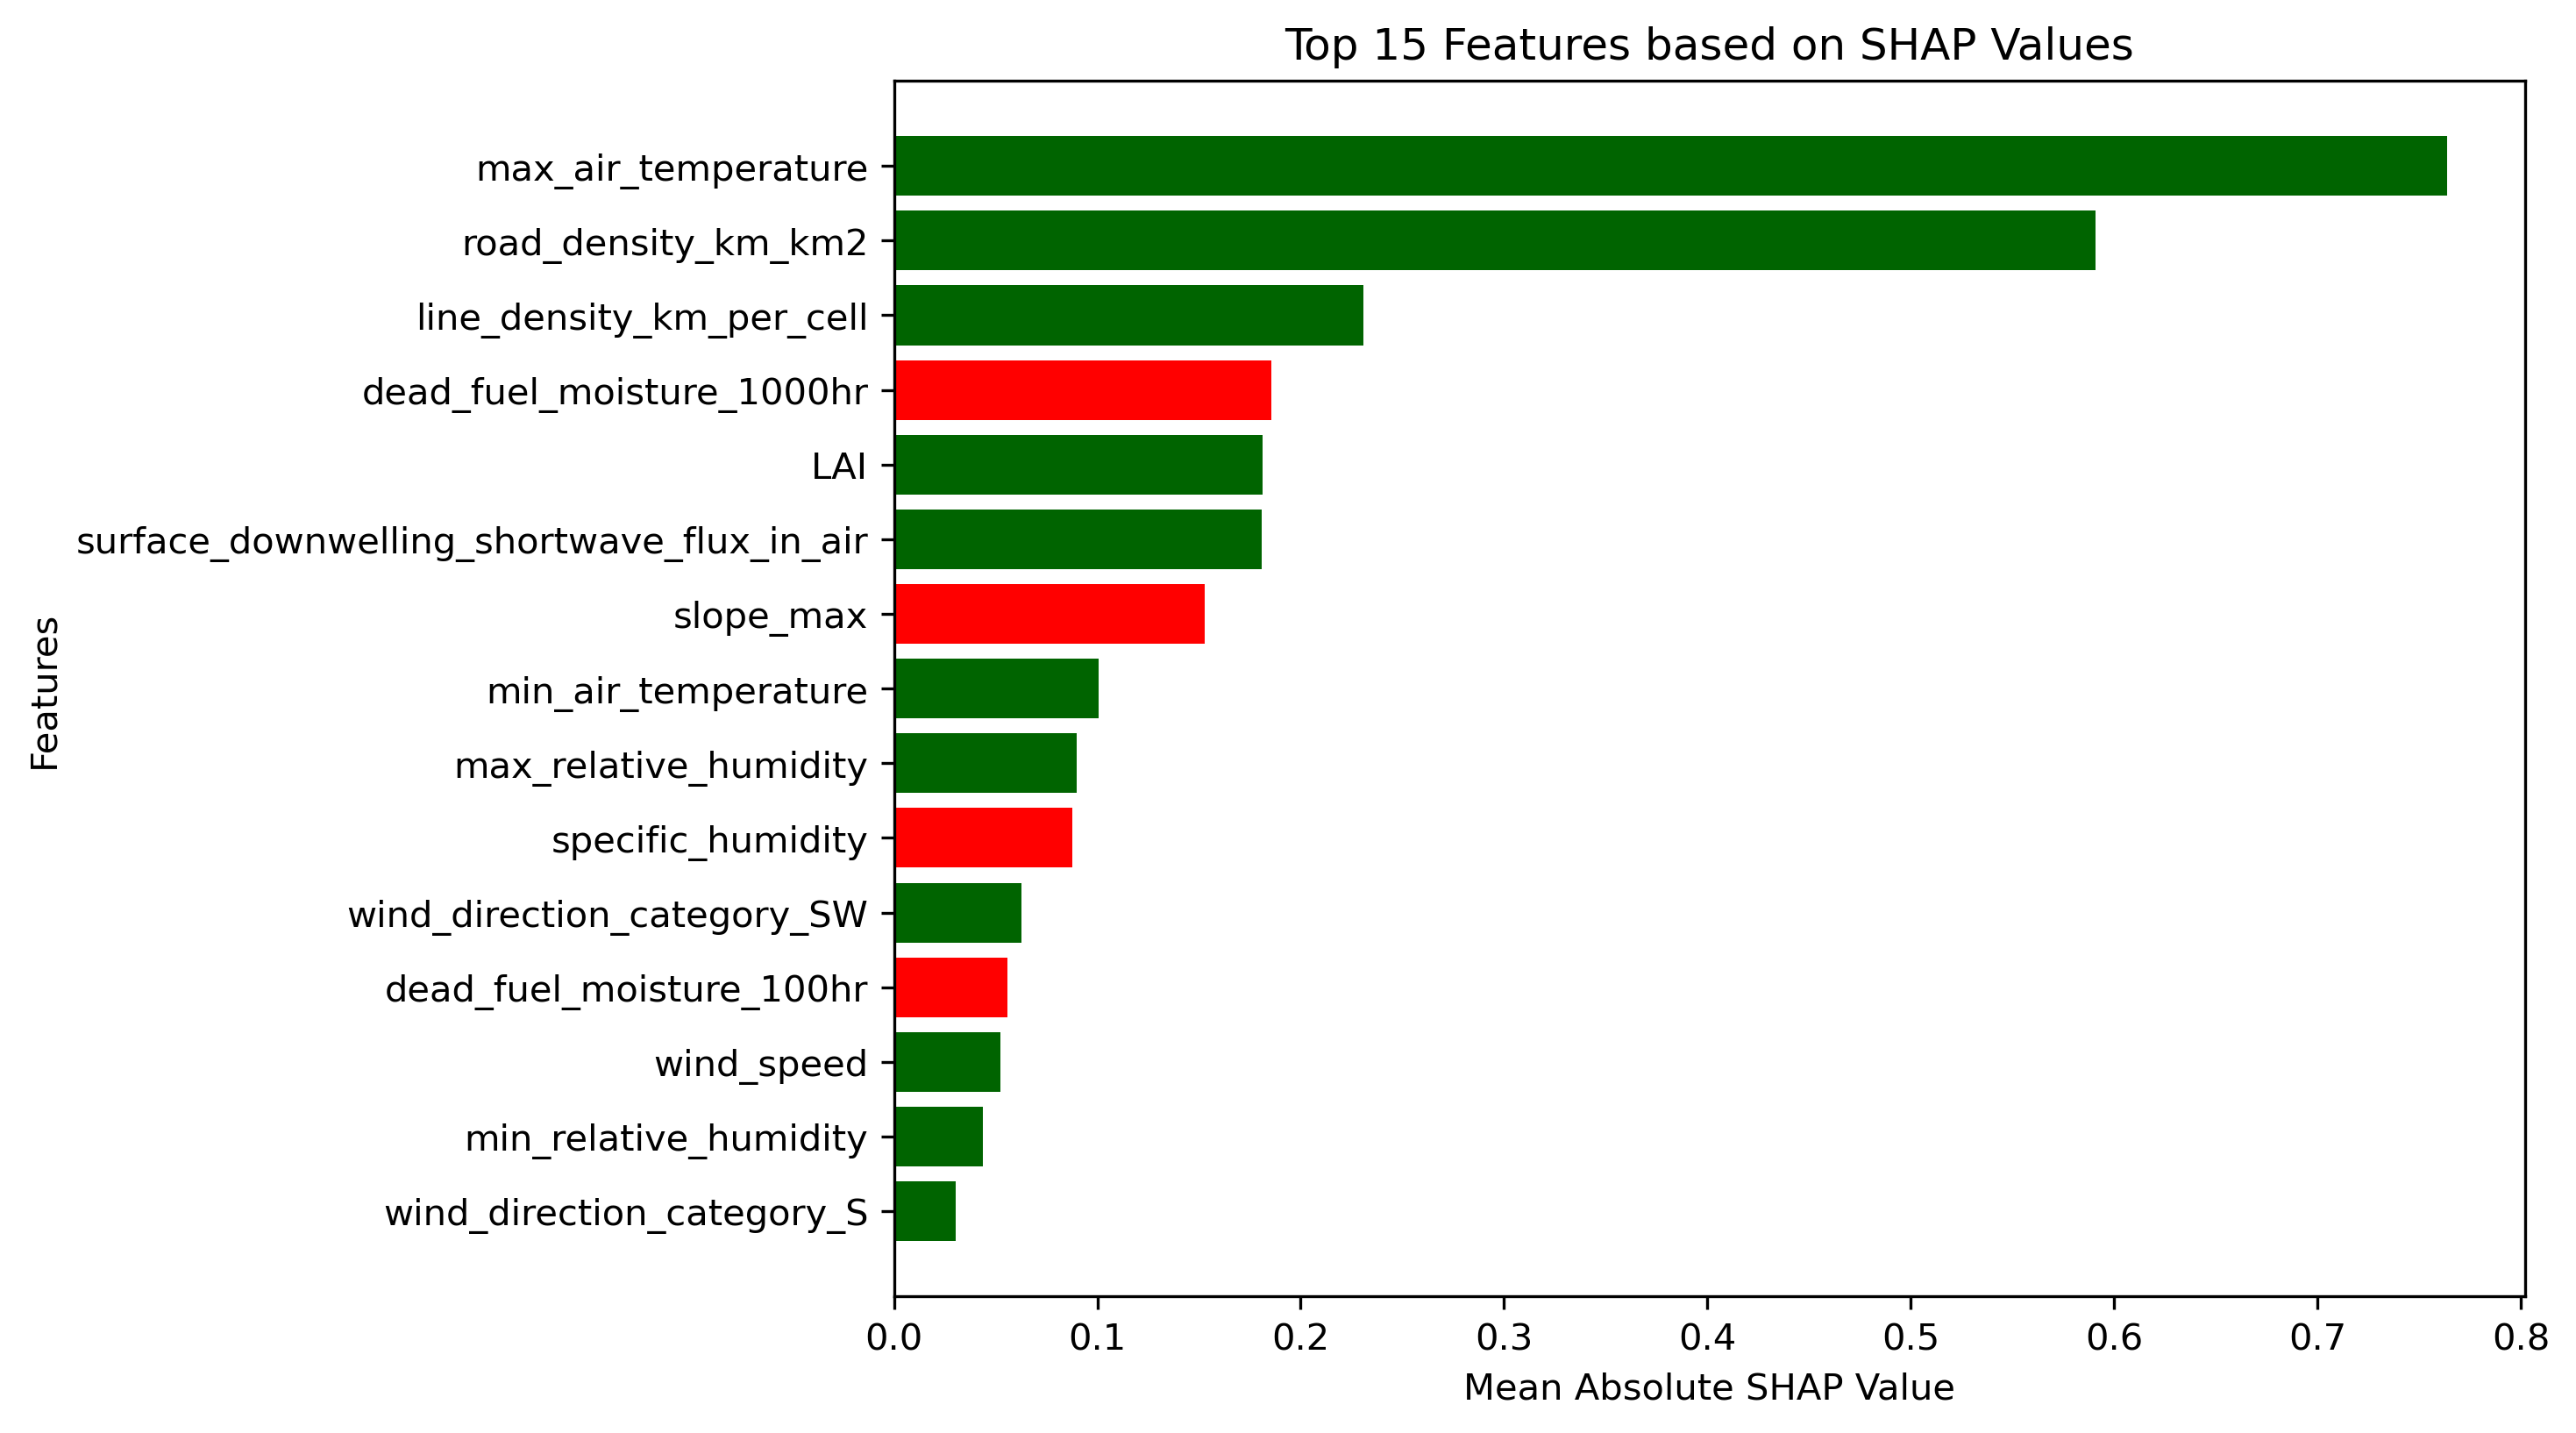 Top 15 Features based on SHAP Values
Features
max_air_temperature
road_density_km_km2
line_density_km_per_cell
dead_fuel_moisture_1000hr
LAI
surface_downwelling_shortwave_flux_in_air
slope_max
min_air_temperature
max_relative_humidity
specific_humidity
wind_direction_category_SW
dead_fuel_moisture_100hr
wind_speed
min_relative_humidity
wind_direction_category_S
0.0 0.1 0.2 0.3 0.4 0.5 0.6 0.7 0.8
Mean Absolute SHAP Value